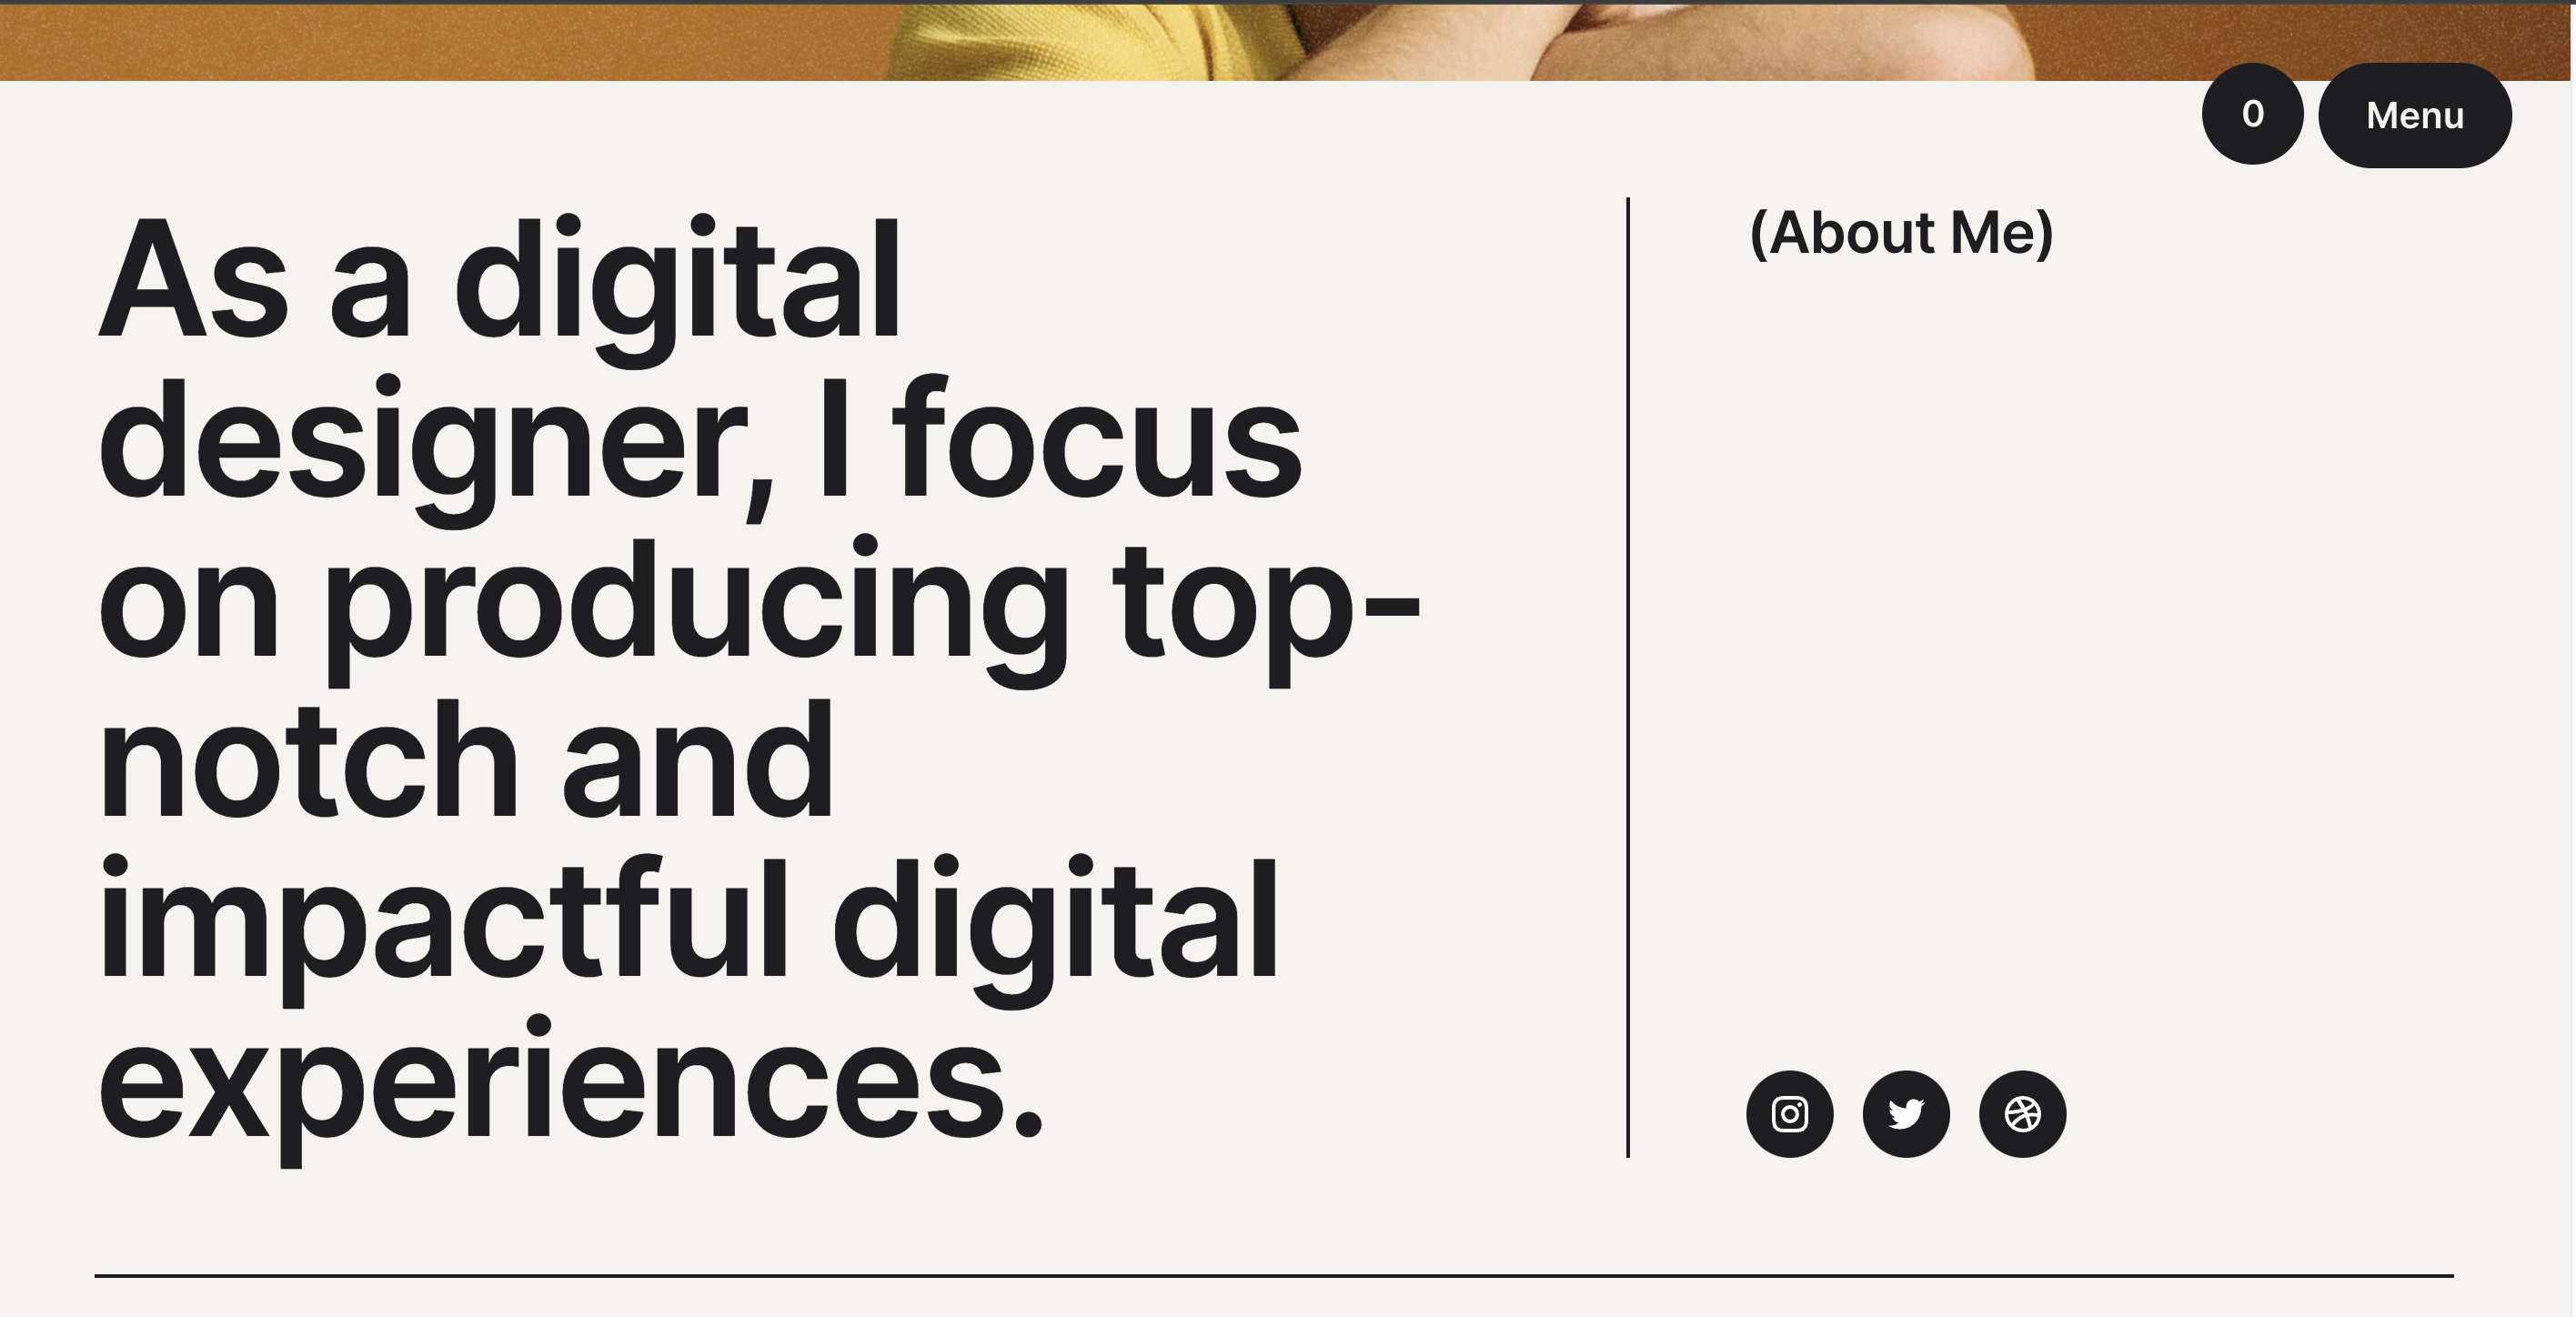 0
Menu
As a digital
designer, I focus
on producing top-
notch and
impactful digital
experiences.
(About Me)